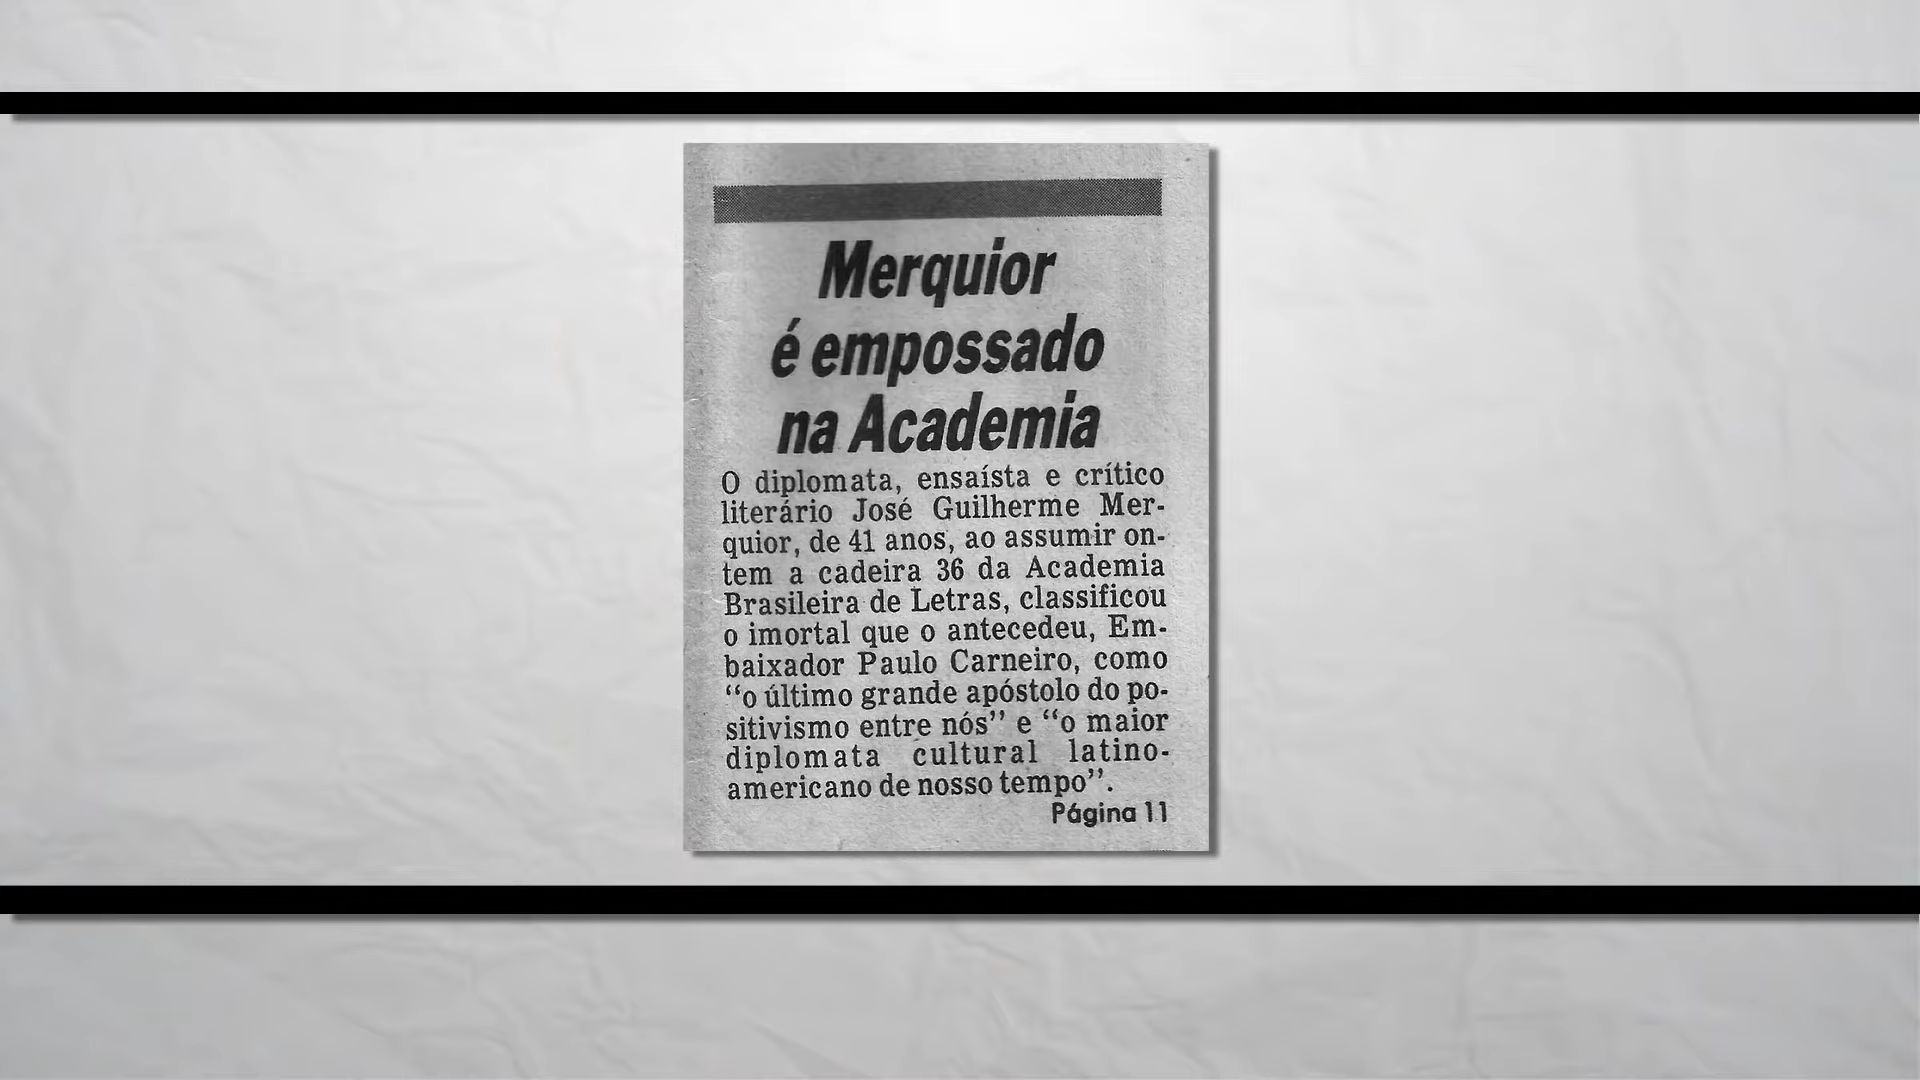 Merquior
é empossado
na Academia
O diplomata, ensaísta e crítico
literário José Guilherme Mer-
quior, de 41 anos, ao assumir on-
tem a cadeira 36 da Academia
Brasileira de Letras, classificou
o imortal que o antecedeu, Em-
baixador Paulo Carneiro, como
“o último grande apóstolo do po-
sitivismo entre nós” e “o maior
diplomata cultural latino-
americano de nosso tempo”.
Página 11